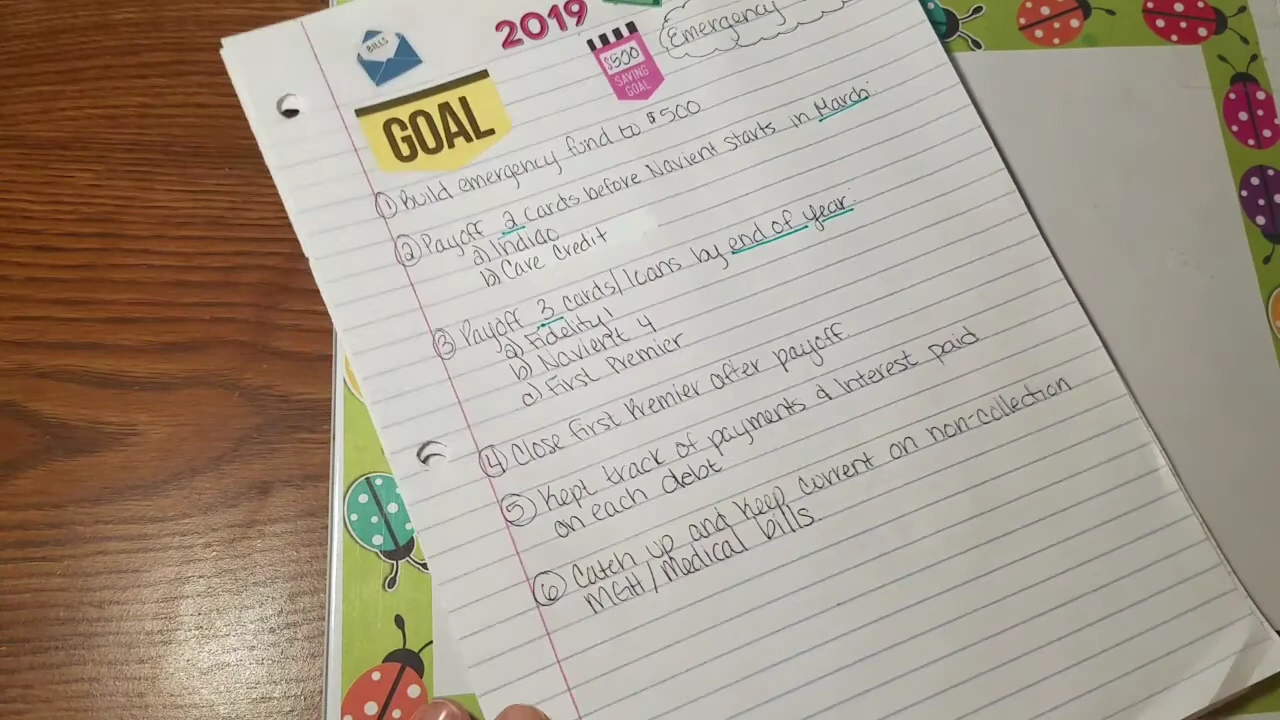 2019
Emergency
BILLS
$500
SAVING
GOAL
GOAL
① Build emergency fund to $500
② Payoff 2 cards before Navient starts in March.
a) Indigo
b) Care Credit
③ Payoff 3 cards/loans by end of year.
a) Fidelity 1
b) Navient 4
c) First Premier
④ Close First Premier after payoff.
⑤ Kept track of payments & interest paid
on each debt
⑥ Catch up and keep current on non-collection
MGH/Medical bills.